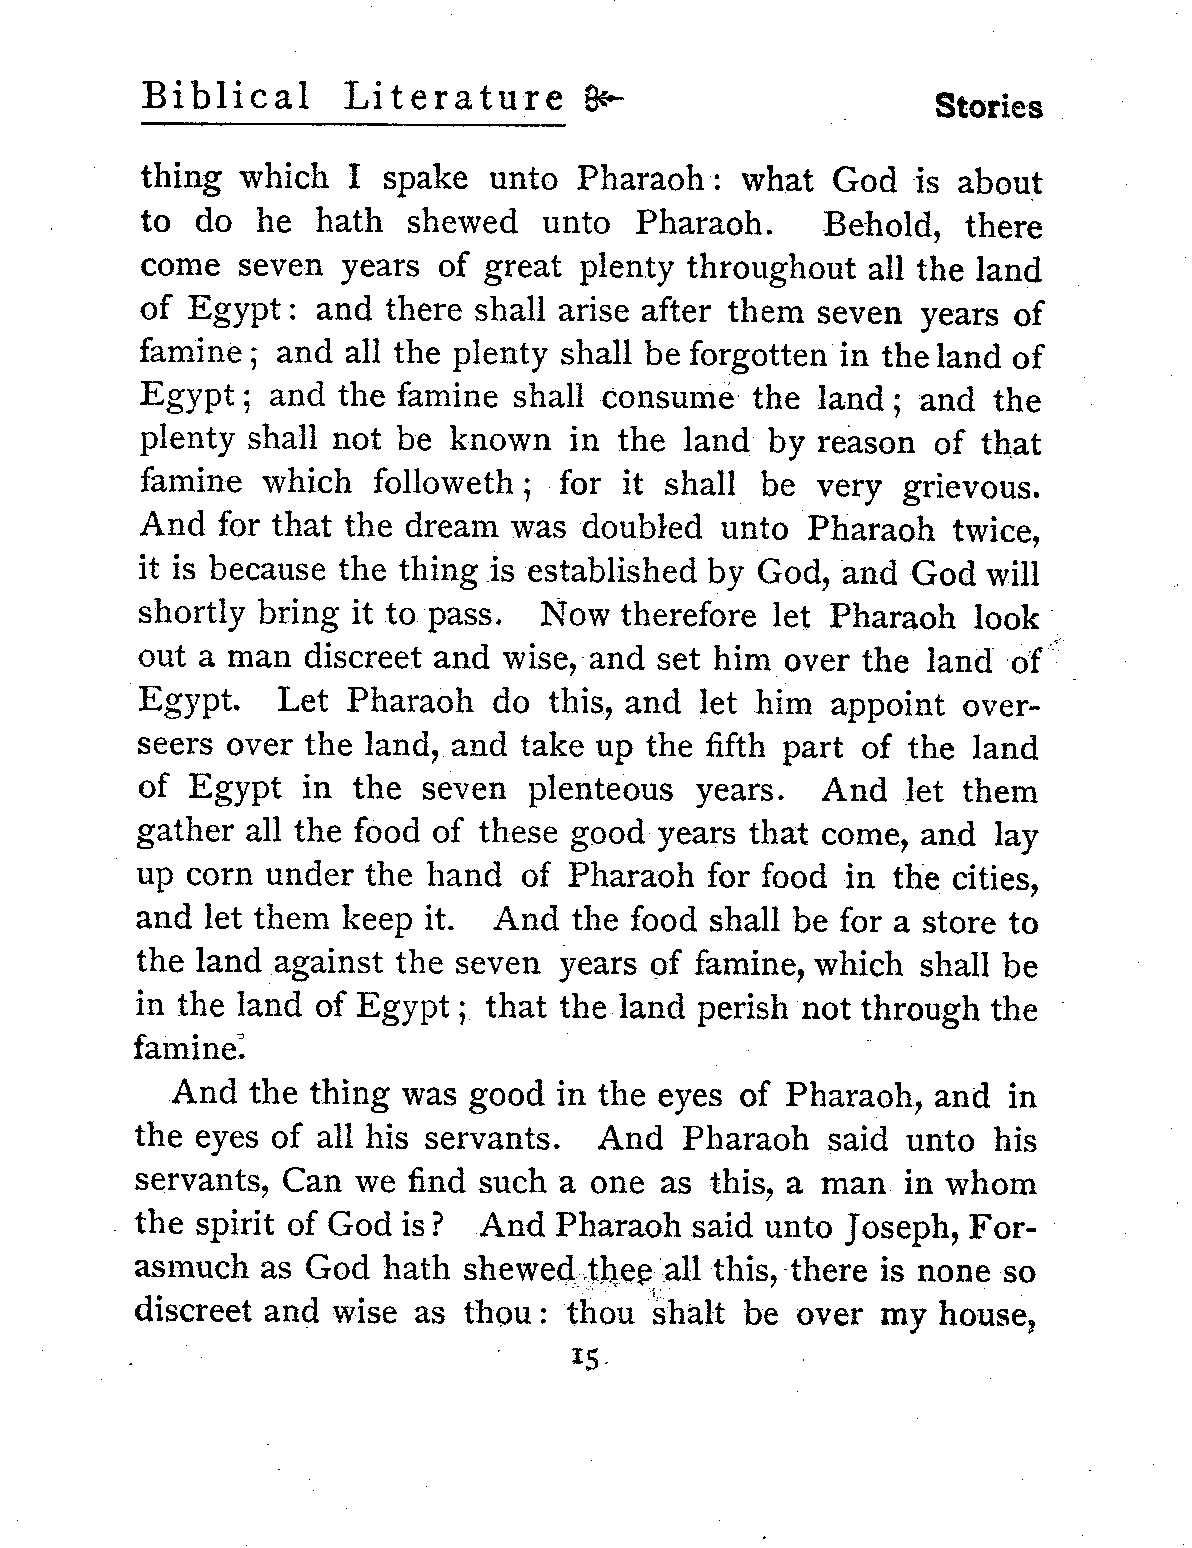 Biblical Literature Stories
thing which I spake unto Pharaoh: what God is about
to do he hath shewed unto Pharaoh. Behold, there
come seven years of great plenty throughout all the land
of Egypt: and there shall arise after them seven years of
famine; and all the plenty shall be forgotten in the land of
Egypt; and the famine shall consume the land; and the
plenty shall not be known in the land by reason of that
famine which followeth; for it shall be very grievous.
And for that the dream was doubled unto Pharaoh twice,
it is because the thing is established by God, and God will
shortly bring it to pass. Now therefore let Pharaoh look
out a man discreet and wise, and set him over the land of
Egypt. Let Pharaoh do this, and let him appoint over-
seers over the land, and take up the fifth part of the land
of Egypt in the seven plenteous years. And let them
gather all the food of these good years that come, and lay
up corn under the hand of Pharaoh for food in the cities,
and let them keep it. And the food shall be for a store to
the land against the seven years of famine, which shall be
in the land of Egypt; that the land perish not through the
famine.
And the thing was good in the eyes of Pharaoh, and in
the eyes of all his servants. And Pharaoh said unto his
servants, Can we find such a one as this, a man in whom
the spirit of God is? And Pharaoh said unto Joseph, For-
asmuch as God hath shewed thee all this, there is none so
discreet and wise as thou: thou shalt be over my house,
15